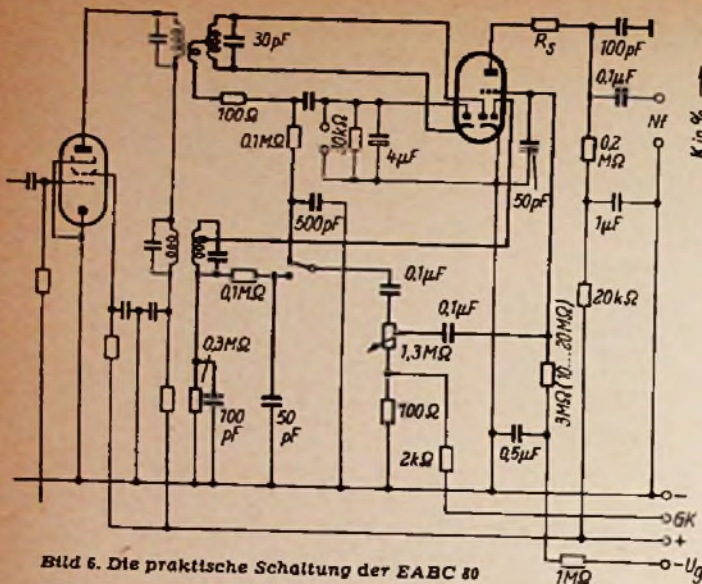 30pF
R_S
100pF
0,1µF
Nf
K in %
100Ω
0,1MΩ
10kΩ
4µF
50pF
0,2 MΩ
1µF
500pF
0,1MΩ
0,1µF
0,1µF
1,3MΩ
20kΩ
3MΩ(10...20MΩ)
0,3MΩ
100 pF
50 pF
100Ω
2kΩ
0,5µF
-
GK
+
-Ug
1MΩ
Bild 6. Die praktische Schaltung der EABC 80